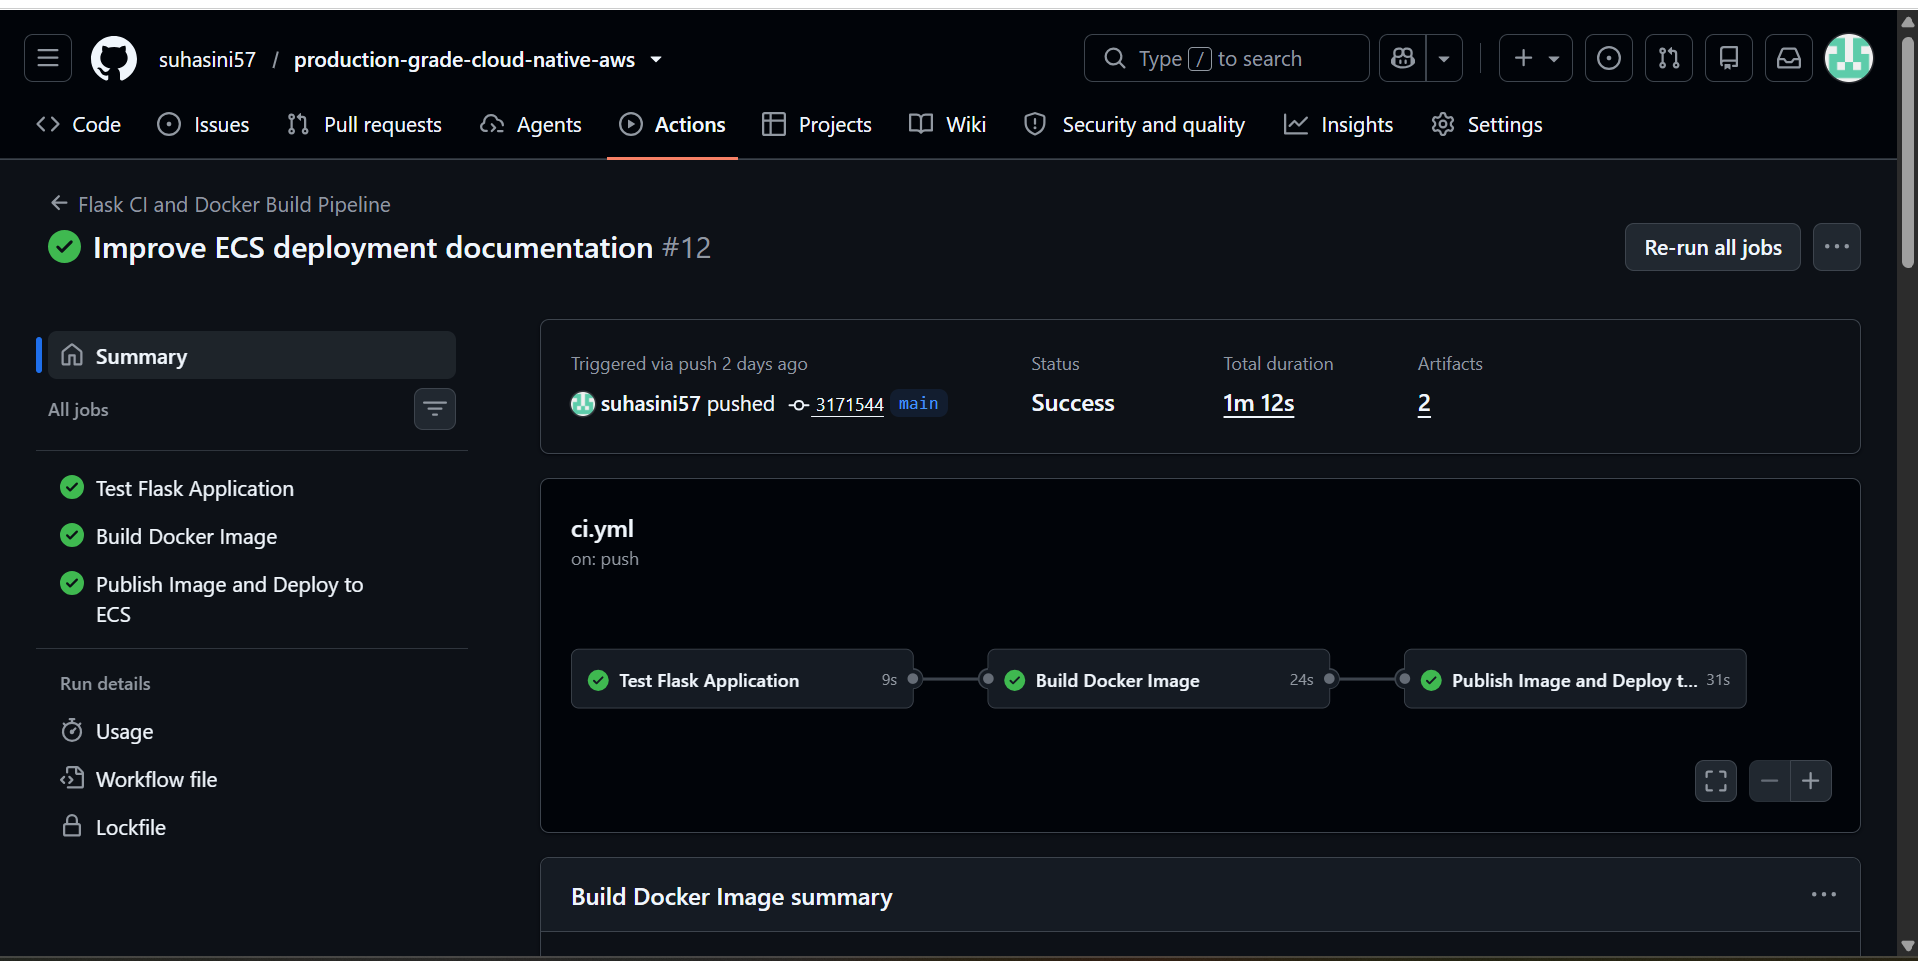 suhasini57 / production-grade-cloud-native-aws
Type / to search
Code
Issues
Pull requests
Agents
Actions
Projects
Wiki
Security and quality
Insights
Settings
Flask CI and Docker Build Pipeline
Improve ECS deployment documentation #12
Re-run all jobs
Summary
All jobs
Test Flask Application
Build Docker Image
Publish Image and Deploy to
ECS
Run details
Usage
Workflow file
Lockfile
Triggered via push 2 days ago
suhasini57 pushed 3171544 main
Status
Success
Total duration
1m 12s
Artifacts
2
ci.yml
on: push
Test Flask Application 9s
Build Docker Image 24s
Publish Image and Deploy t... 31s
Build Docker Image summary